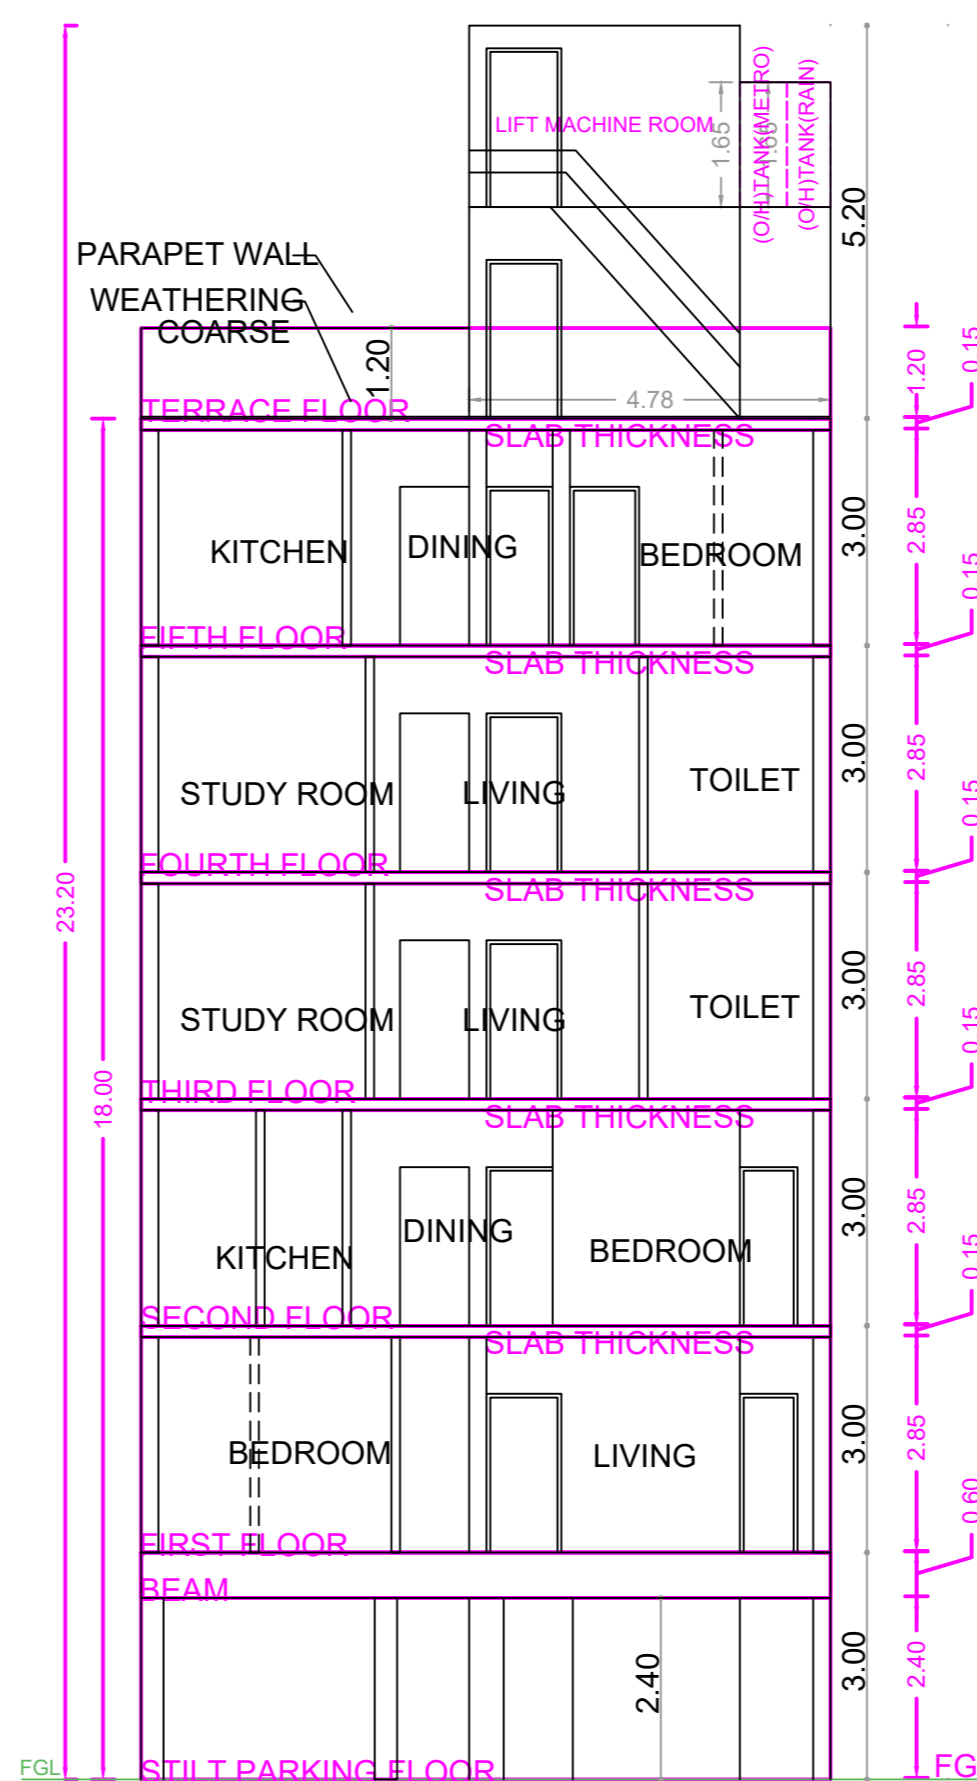 (O/H)TANK(METRO)
(O/H)TANK(RAIN)
LIFT MACHINE ROOM
1.65
1.65
5.20
PARAPET WALL
WEATHERING
COARSE
1.20
1.20
0.15
4.78
TERRACE FLOOR
SLAB THICKNESS
KITCHEN
DINING
BEDROOM
3.00
2.85
0.15
FIFTH FLOOR
SLAB THICKNESS
STUDY ROOM
LIVING
TOILET
3.00
2.85
0.15
FOURTH FLOOR
SLAB THICKNESS
23.20
STUDY ROOM
LIVING
TOILET
3.00
2.85
0.15
18.00
THIRD FLOOR
SLAB THICKNESS
KITCHEN
DINING
BEDROOM
3.00
2.85
0.15
SECOND FLOOR
SLAB THICKNESS
BEDROOM
LIVING
3.00
2.85
0.60
FIRST FLOOR
BEAM
2.40
3.00
2.40
FGL
STILT PARKING FLOOR
FG